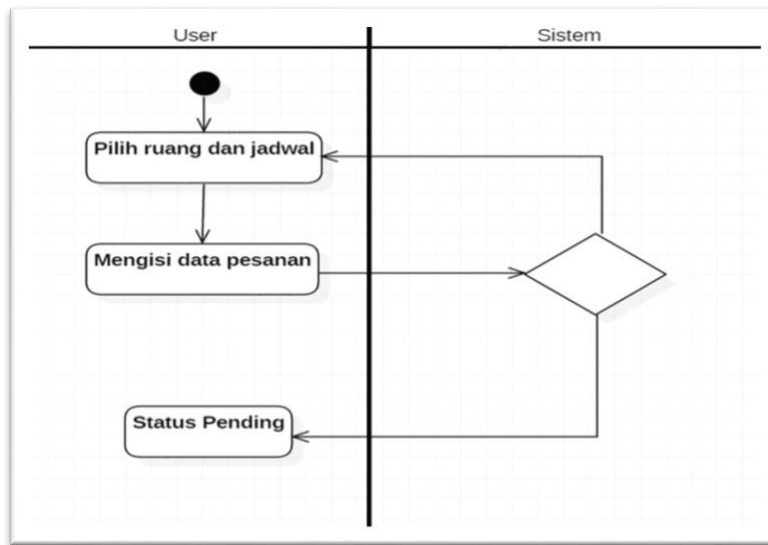 User
Sistem
Pilih ruang dan jadwal
Mengisi data pesanan
Status Pending